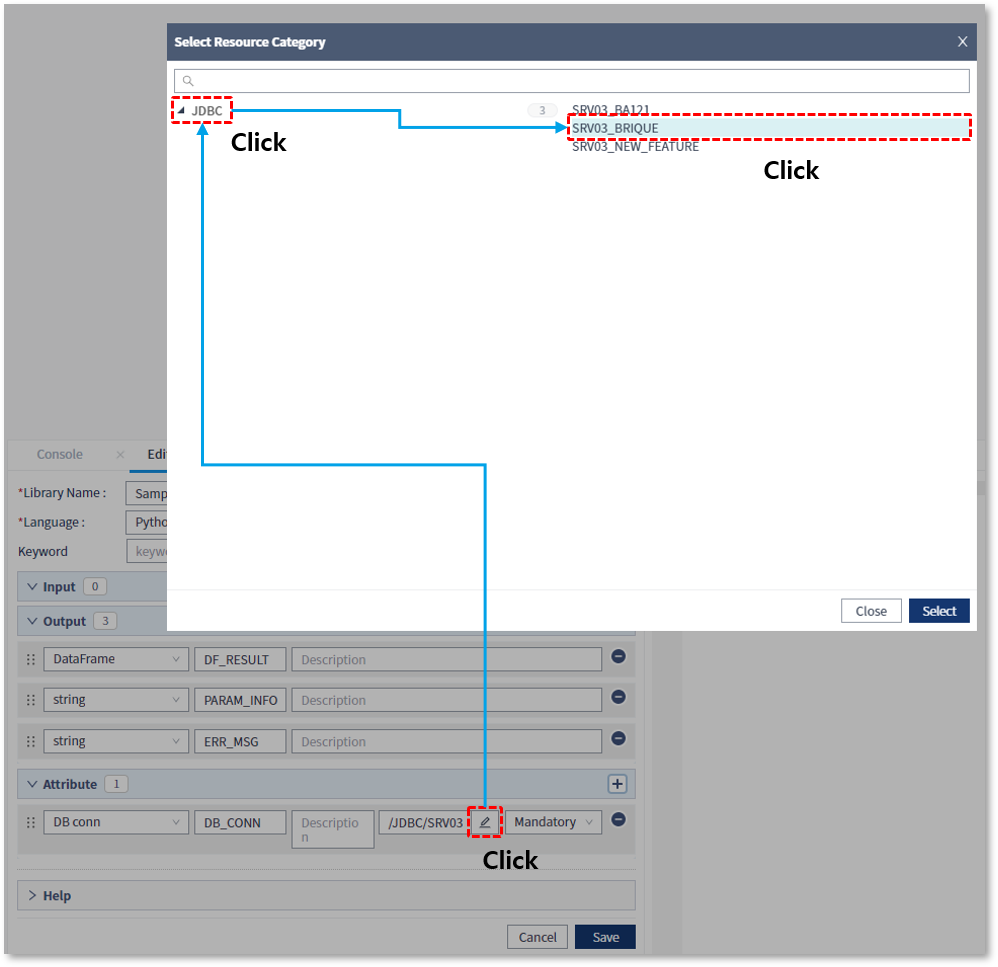 Select Resource Category
JDBC
3
SRV03_BA121
SRV03_BRIQUE
SRV03_NEW_FEATURE
Click
Click
Console
Edi
*Library Name :
Samp
*Language :
Pytho
Keyword
keywo
Input 0
Close
Select
Output 3
DataFrame DF_RESULT Description
string PARAM_INFO Description
string ERR_MSG Description
Attribute 1
DB conn DB_CONN Descriptio
n
/JDBC/SRV03 Mandatory
Click
Help
Cancel Save